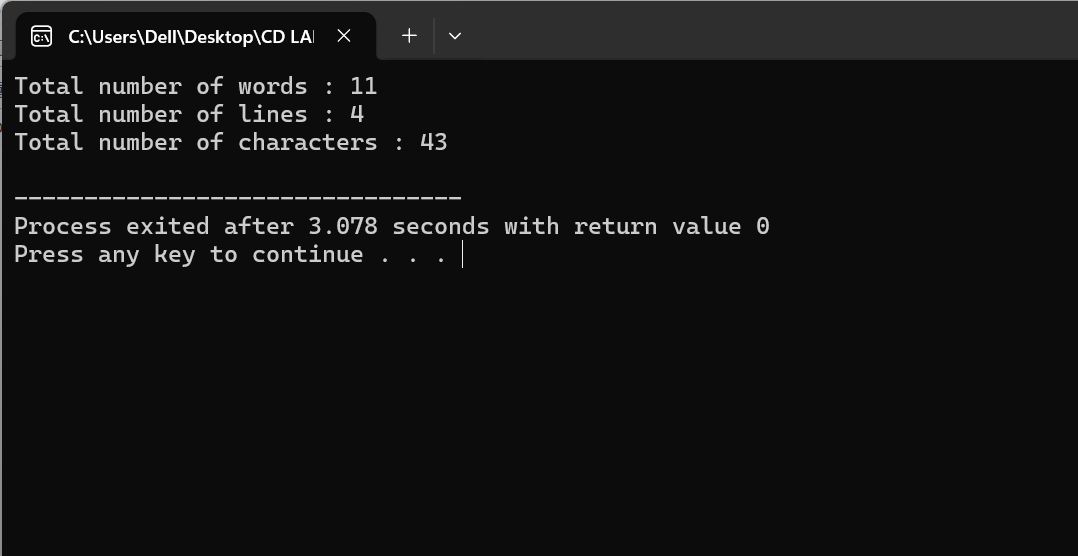 C:\Users\Dell\Desktop\CD LA
Total number of words : 11
Total number of lines : 4
Total number of characters : 43
--------------------------------
Process exited after 3.078 seconds with return value 0
Press any key to continue . . .